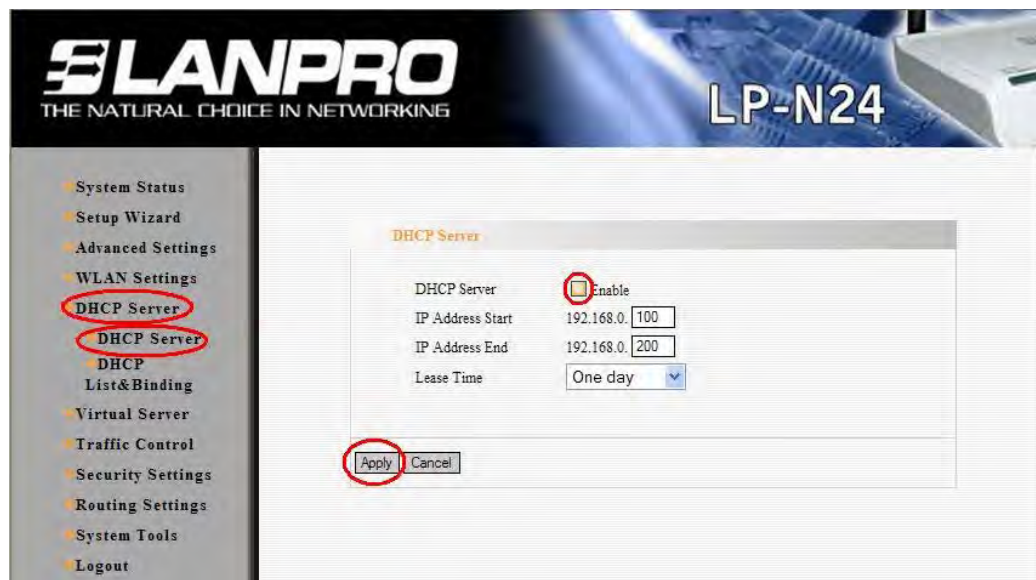 LANPRO
THE NATURAL CHOICE IN NETWORKING
LP-N24
System Status
Setup Wizard
Advanced Settings
WLAN Settings
DHCP Server
DHCP Server
DHCP
List&Binding
Virtual Server
Traffic Control
Security Settings
Routing Settings
System Tools
Logout
DHCP Server
DHCP Server Enable
IP Address Start 192.168.0. 100
IP Address End 192.168.0. 200
Lease Time One day
Apply Cancel